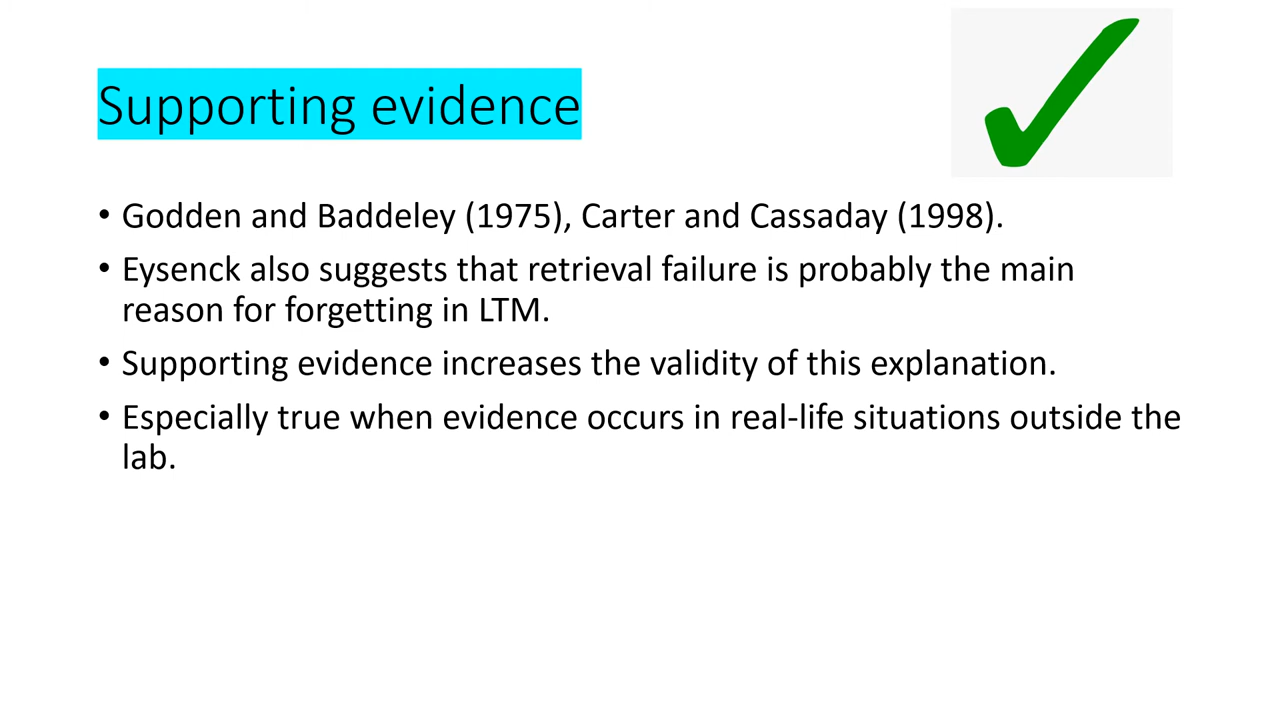 Supporting evidence
• Godden and Baddeley (1975), Carter and Cassaday (1998).
• Eysenck also suggests that retrieval failure is probably the main
reason for forgetting in LTM.
• Supporting evidence increases the validity of this explanation.
• Especially true when evidence occurs in real-life situations outside the
lab.